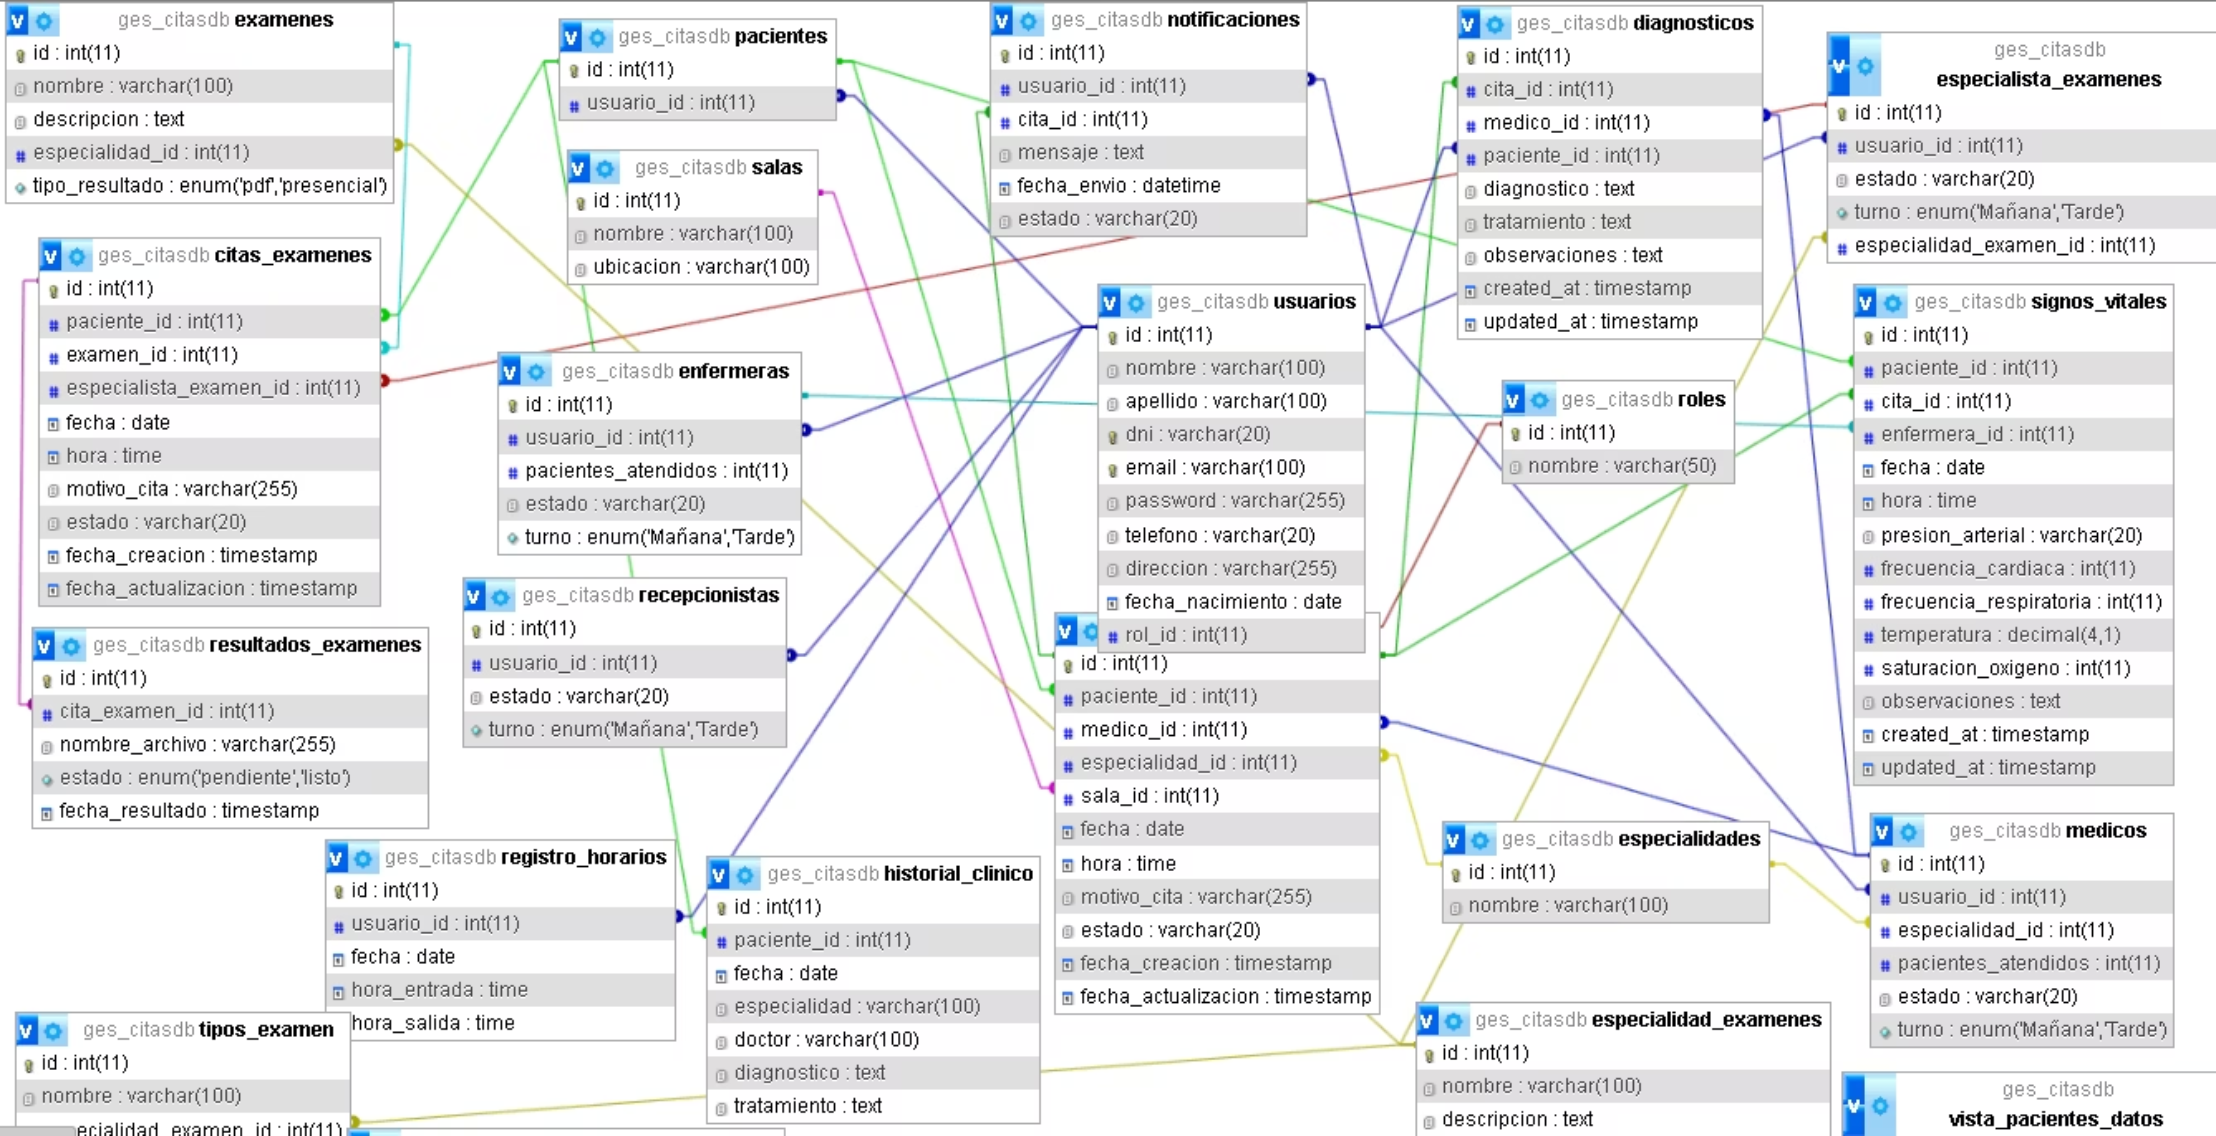 ges_citasdb examenes
id : int(11)
nombre : varchar(100)
descripcion : text
especialidad_id : int(11)
tipo_resultado : enum('pdf','presencial')
ges_citasdb citas_examenes
id : int(11)
paciente_id : int(11)
examen_id : int(11)
especialista_examen_id : int(11)
fecha : date
hora : time
motivo_cita : varchar(255)
estado : varchar(20)
fecha_creacion : timestamp
fecha_actualizacion : timestamp
ges_citasdb resultados_examenes
id : int(11)
cita_examen_id : int(11)
nombre_archivo : varchar(255)
estado : enum('pendiente','listo')
fecha_resultado : timestamp
ges_citasdb pacientes
id : int(11)
usuario_id : int(11)
ges_citasdb salas
id : int(11)
nombre : varchar(100)
ubicacion : varchar(100)
ges_citasdb enfermeras
id : int(11)
usuario_id : int(11)
pacientes_atendidos : int(11)
estado : varchar(20)
turno : enum('Mañana','Tarde')
ges_citasdb recepcionistas
id : int(11)
usuario_id : int(11)
estado : varchar(20)
turno : enum('Mañana','Tarde')
ges_citasdb registro_horarios
id : int(11)
usuario_id : int(11)
fecha : date
hora_entrada : time
hora_salida : time
ges_citasdb tipos_examen
id : int(11)
nombre : varchar(100)
ecialidad_examen_id : int(11)
ges_citasdb historial_clinico
id : int(11)
paciente_id : int(11)
fecha : date
especialidad : varchar(100)
doctor : varchar(100)
diagnostico : text
tratamiento : text
ges_citasdb notificaciones
id : int(11)
usuario_id : int(11)
cita_id : int(11)
mensaje : text
fecha_envio : datetime
estado : varchar(20)
ges_citasdb usuarios
id : int(11)
nombre : varchar(100)
apellido : varchar(100)
dni : varchar(20)
email : varchar(100)
password : varchar(255)
telefono : varchar(20)
direccion : varchar(255)
fecha_nacimiento : date
rol_id : int(11)
id : int(11)
paciente_id : int(11)
medico_id : int(11)
especialidad_id : int(11)
sala_id : int(11)
fecha : date
hora : time
motivo_cita : varchar(255)
estado : varchar(20)
fecha_creacion : timestamp
fecha_actualizacion : timestamp
ges_citasdb diagnosticos
id : int(11)
cita_id : int(11)
medico_id : int(11)
paciente_id : int(11)
diagnostico : text
tratamiento : text
observaciones : text
created_at : timestamp
updated_at : timestamp
ges_citasdb roles
id : int(11)
nombre : varchar(50)
ges_citasdb especialidades
id : int(11)
nombre : varchar(100)
ges_citasdb especialidad_examenes
id : int(11)
nombre : varchar(100)
descripcion : text
ges_citasdb
especialista_examenes
id : int(11)
usuario_id : int(11)
estado : varchar(20)
turno : enum('Mañana','Tarde')
especialidad_examen_id : int(11)
ges_citasdb signos_vitales
id : int(11)
paciente_id : int(11)
cita_id : int(11)
enfermera_id : int(11)
fecha : date
hora : time
presion_arterial : varchar(20)
frecuencia_cardiaca : int(11)
frecuencia_respiratoria : int(11)
temperatura : decimal(4,1)
saturacion_oxigeno : int(11)
observaciones : text
created_at : timestamp
updated_at : timestamp
ges_citasdb medicos
id : int(11)
usuario_id : int(11)
especialidad_id : int(11)
pacientes_atendidos : int(11)
estado : varchar(20)
turno : enum('Mañana','Tarde')
ges_citasdb
vista_pacientes_datos